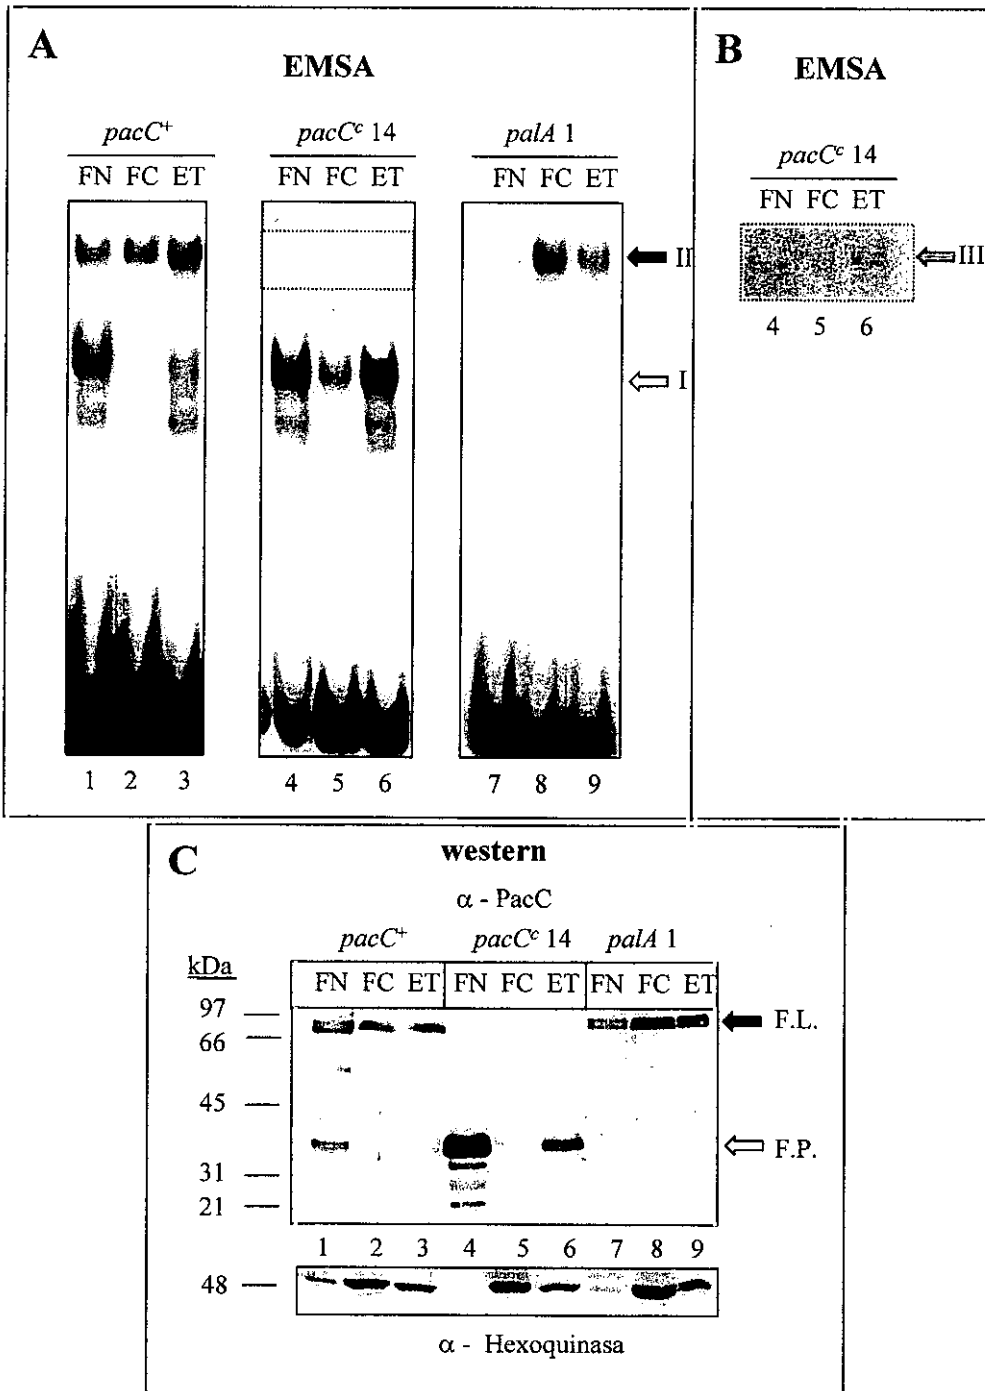 A
EMSA
pacC+ pacCc 14 palA 1
FN FC ET FN FC ET FN FC ET
II
I
1 2 3 4 5 6 7 8 9
B
EMSA
pacCc 14
FN FC ET
III
4 5 6
C
western
α - PacC
pacC+ pacCc 14 palA 1
kDa
FN FC ET FN FC ET FN FC ET
97
F.L.
66
45
F.P.
31
21
1 2 3 4 5 6 7 8 9
48
α - Hexoquinasa